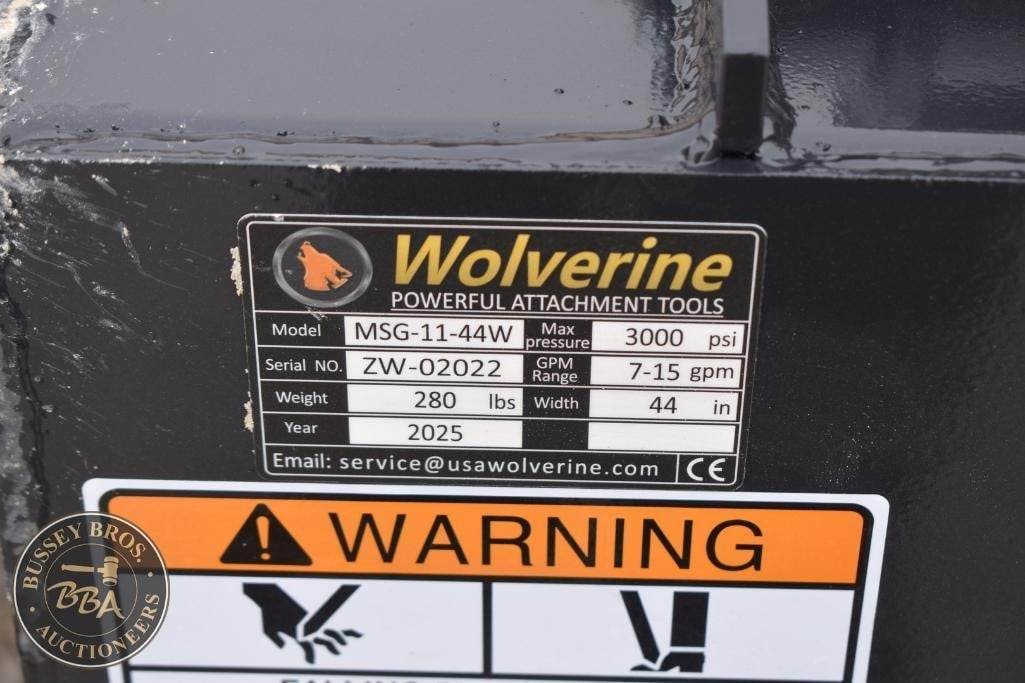 Wolverine
POWERFUL ATTACHMENT TOOLS
Model MSG-11-44W Max pressure 3000 psi
Serial NO. ZW-02022 GPM Range 7-15 gpm
Weight 280 lbs Width 44 in
Year 2025
Email: service@usawolverine.com CE
WARNING
BUSSEY BROS.
BBA
AUCTIONEERS